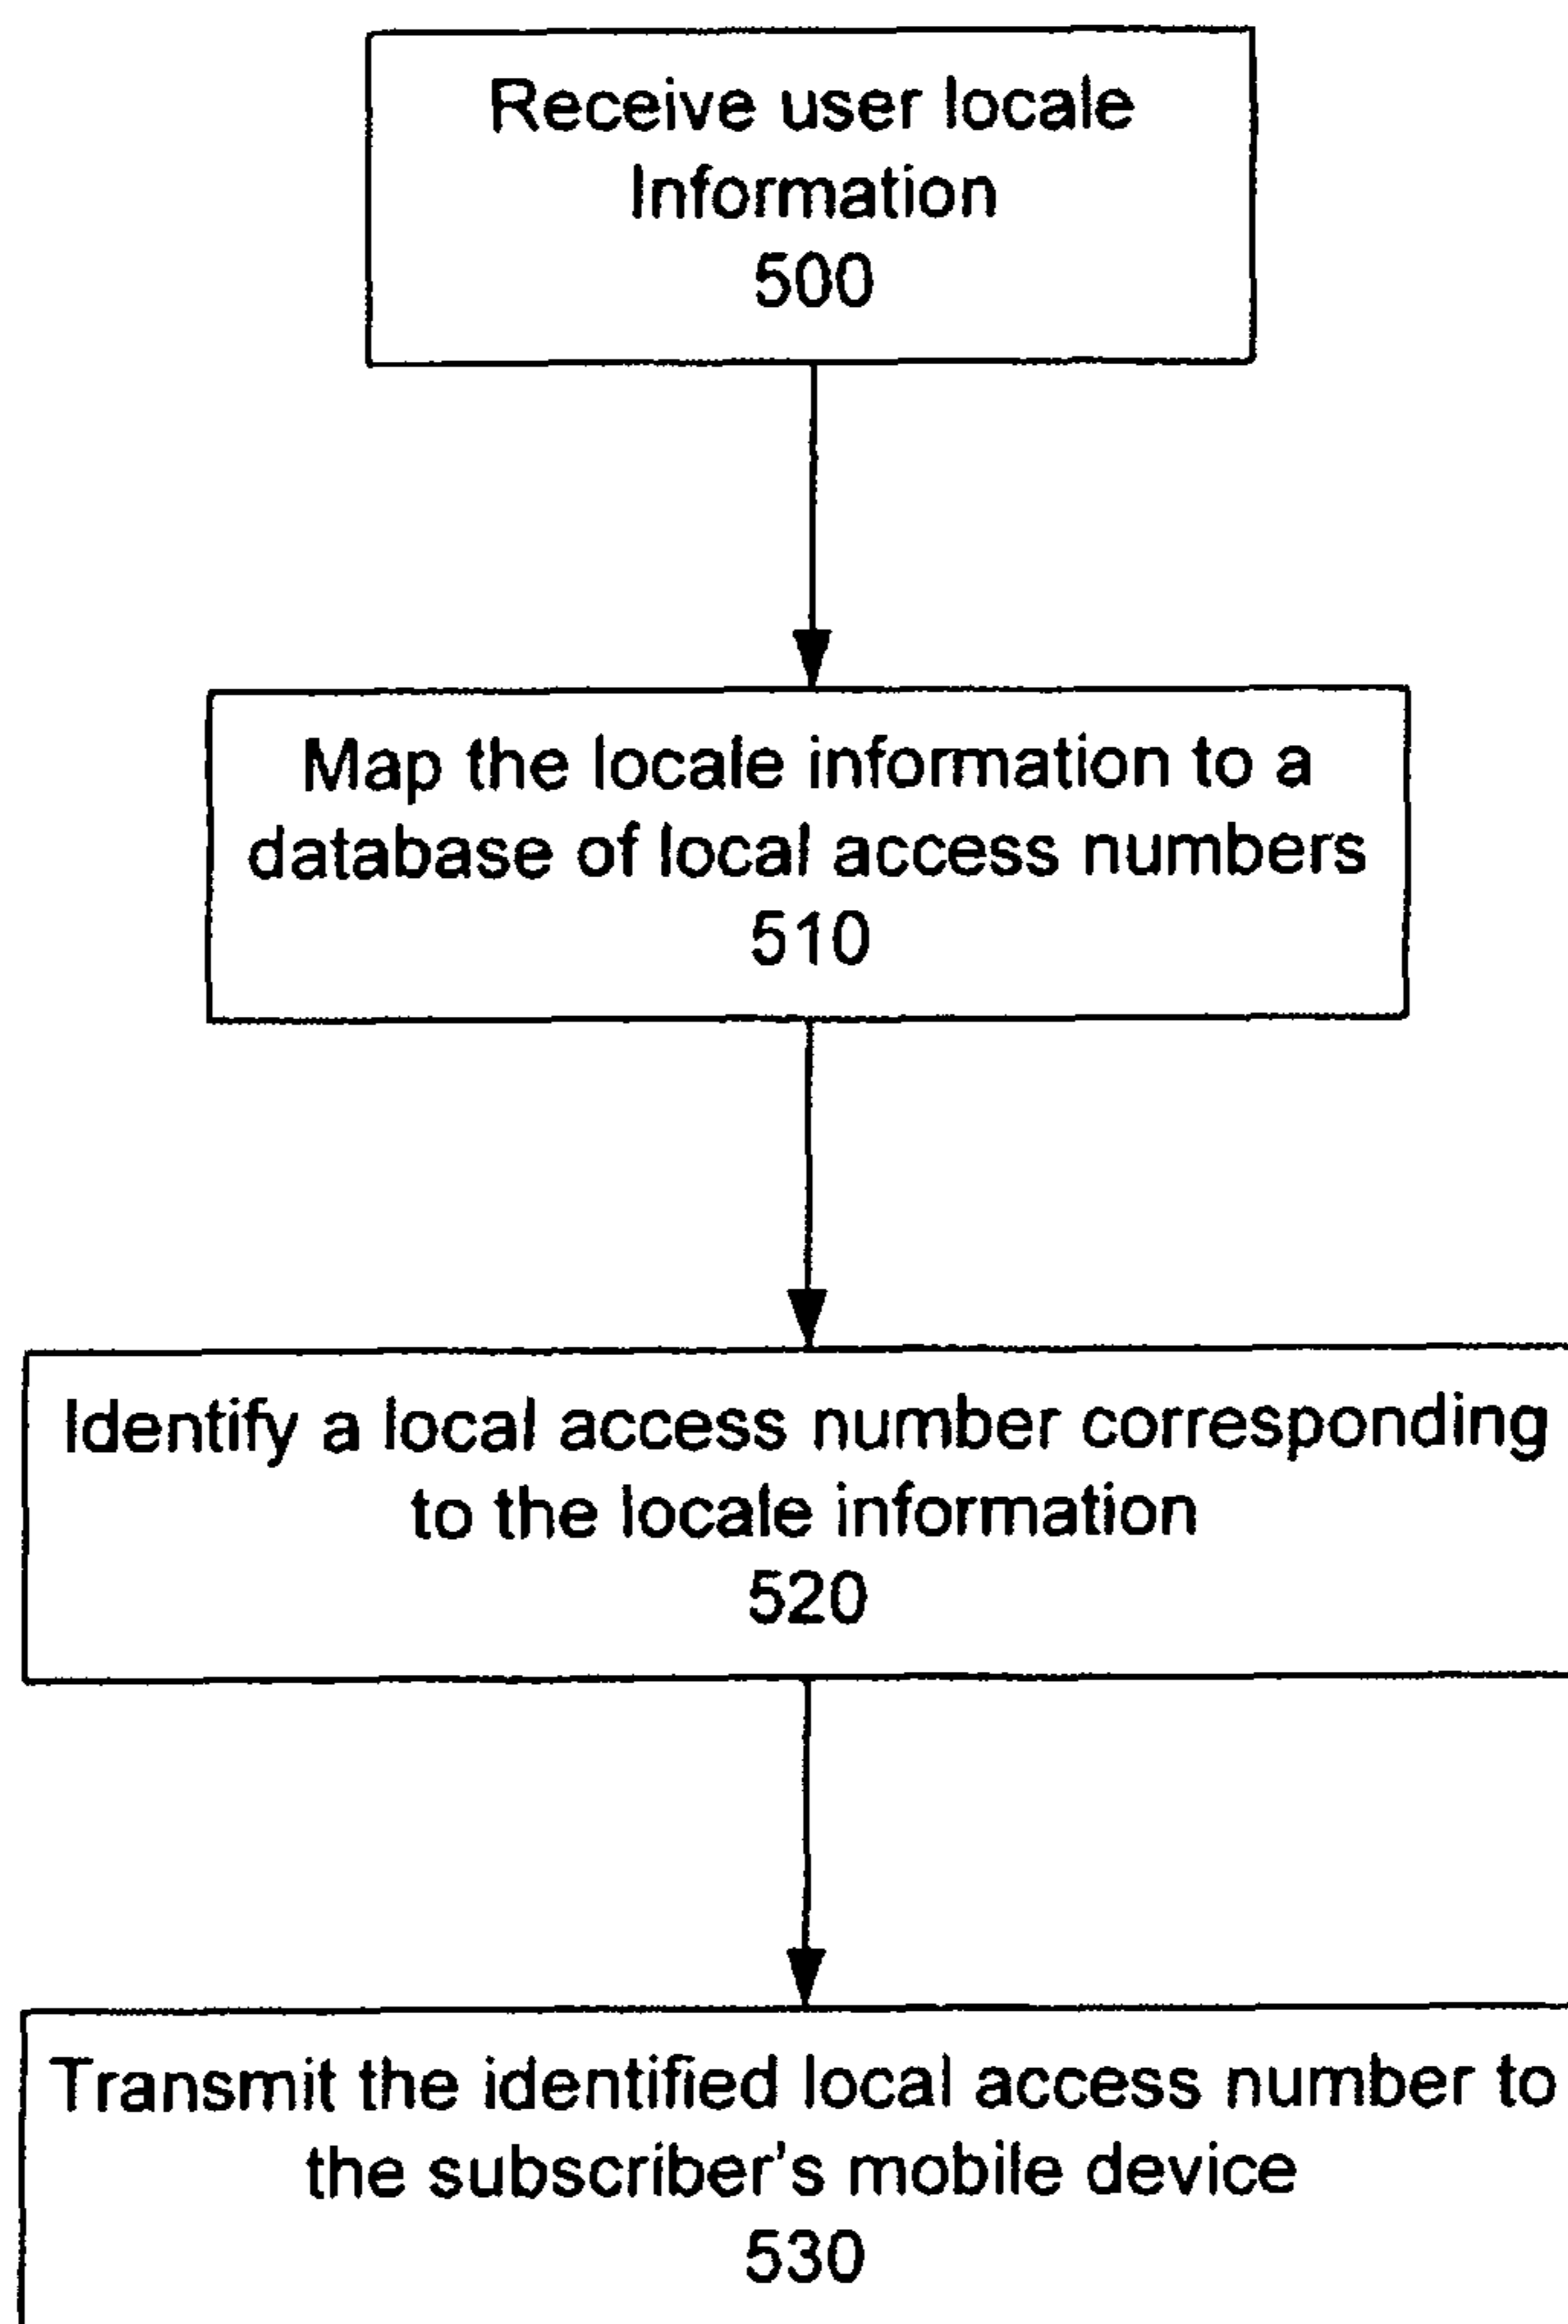 Receive user locale
Information
500
Map the locale information to a
database of local access numbers
510
Identify a local access number corresponding
to the locale information
520
Transmit the identified local access number to
the subscriber's mobile device
530